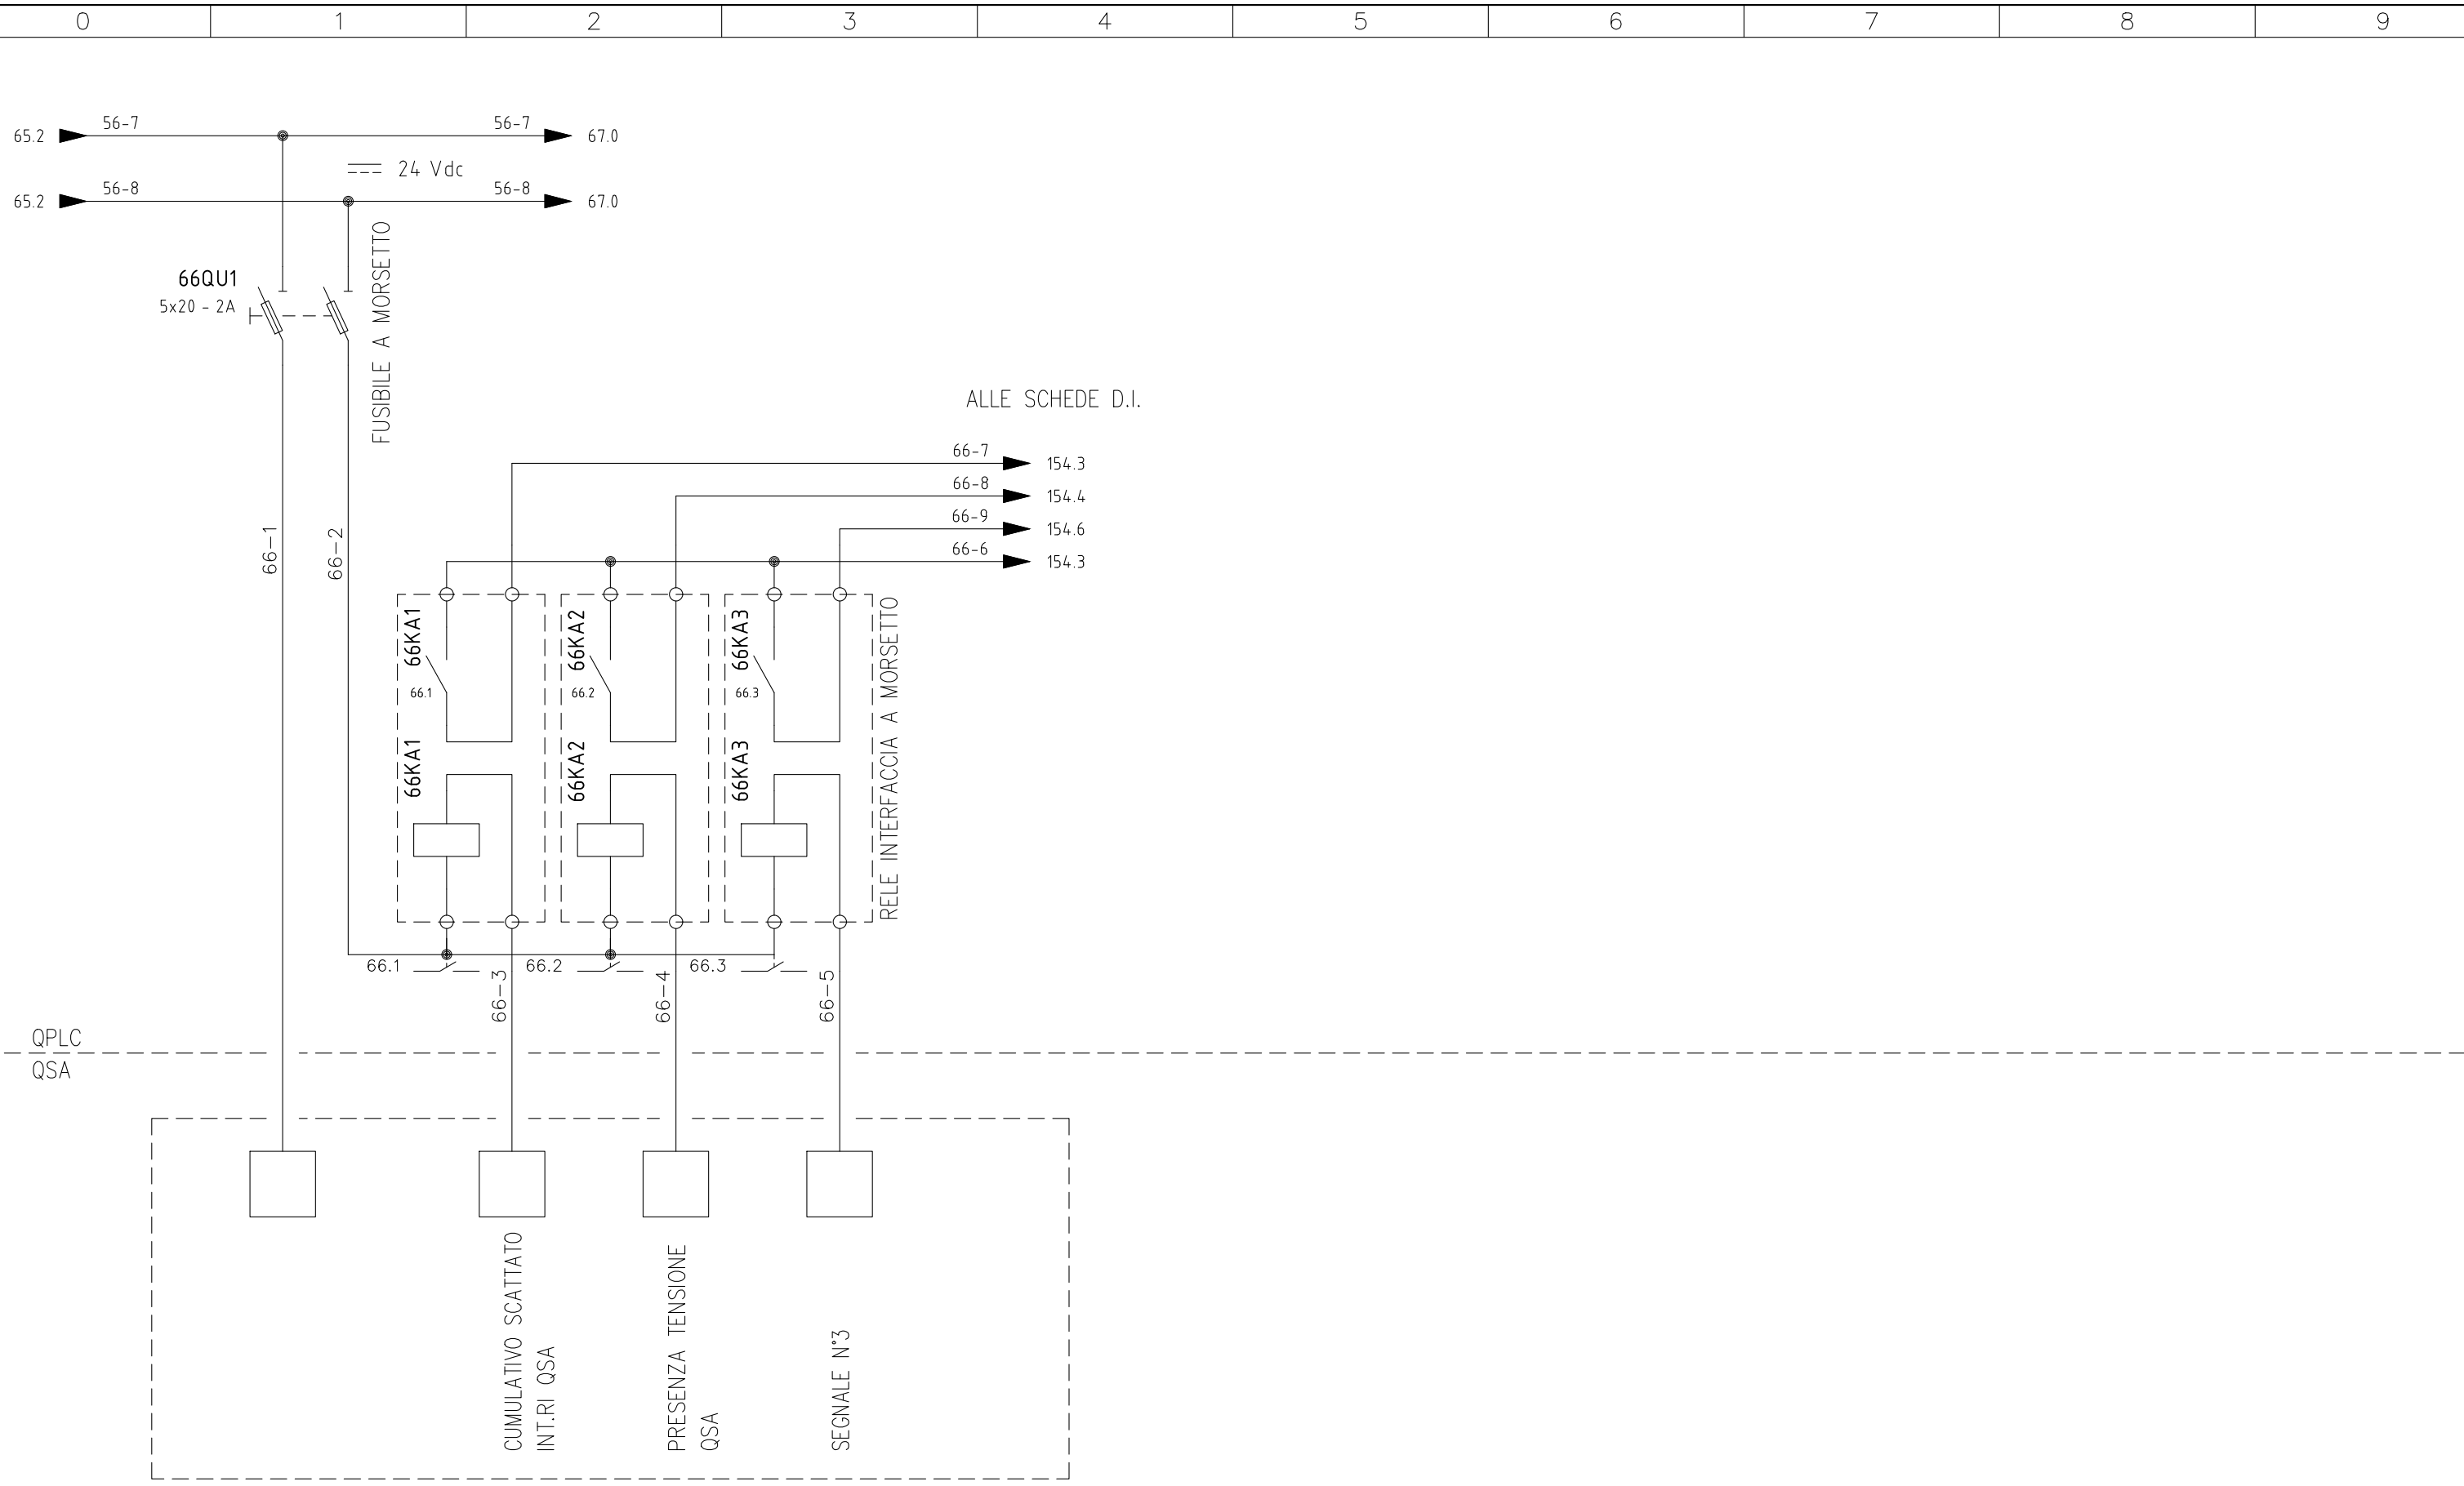 0 1 2 3 4 5 6 7 8 9
65.2 56-7 56-7 67.0
24 Vdc
65.2 56-8 56-8 67.0
66QU1
5x20 - 2A
FUSIBILE A MORSETTO
ALLE SCHEDE D.I.
66-7 154.3
66-8 154.4
66-9 154.6
66-6 154.3
66-1
66-2
66KA1
66KA2
66KA3
66.1
66.2
66.3
66KA1
66KA2
66KA3
RELE INTERFACCIA A MORSETTO
66.1
66.2
66.3
66-3
66-4
66-5
QPLC
QSA
CUMULATIVO SCATTATO
INT.RI QSA
PRESENZA TENSIONE
QSA
SEGNALE N°3